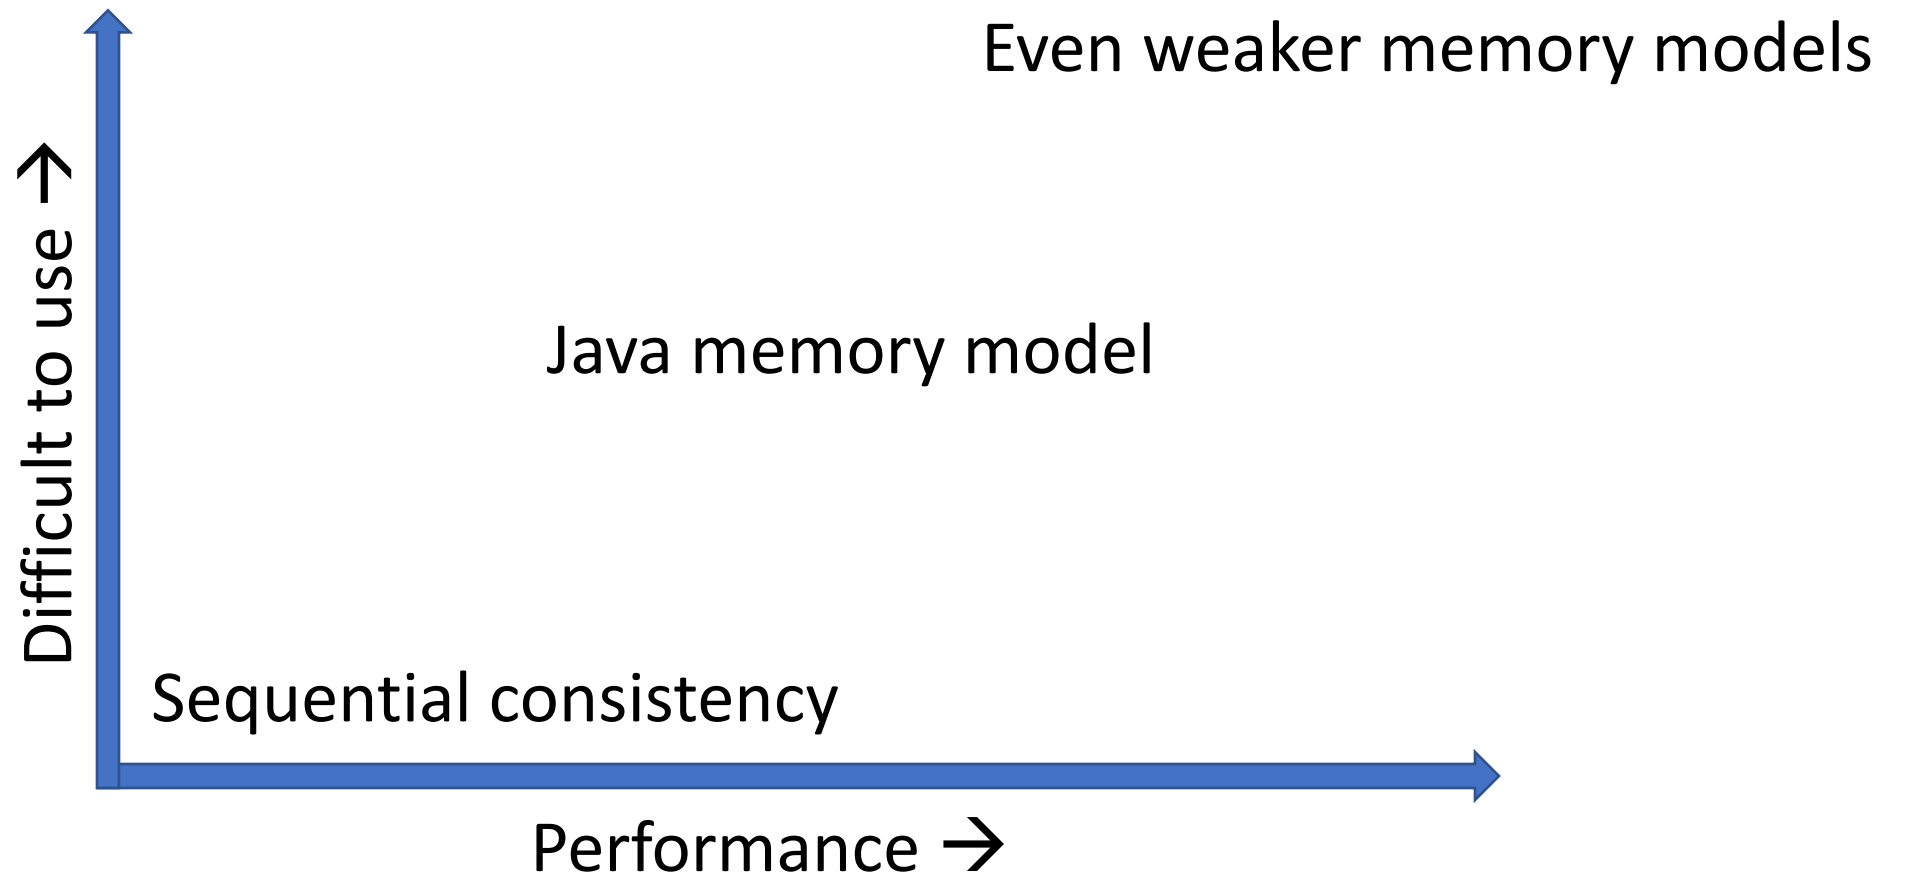 Even weaker memory models
Difficult to use →
Java memory model
Sequential consistency
Performance →